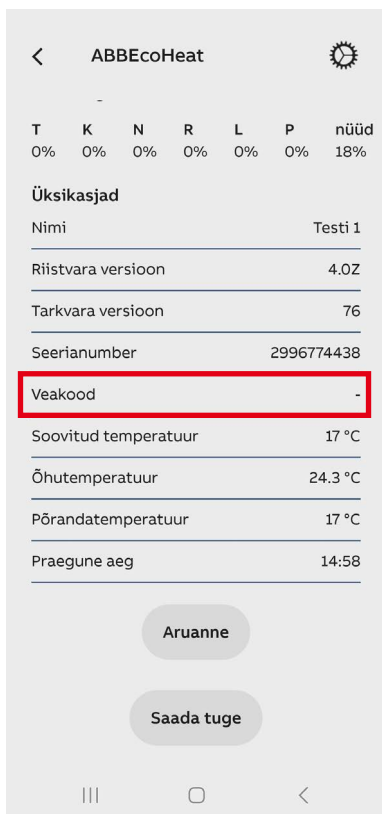 ABBEcoHeat
T K N R L P nüüd
0% 0% 0% 0% 0% 0% 18%
Üksikasjad
Nimi Testi 1
Riistvara versioon 4.0Z
Tarkvara versioon 76
Seerianumber 2996774438
Veakood -
Soovitud temperatuur 17 °C
Õhutemperatuur 24.3 °C
Põrandatemperatuur 17 °C
Praegune aeg 14:58
Aruanne
Saada tuge